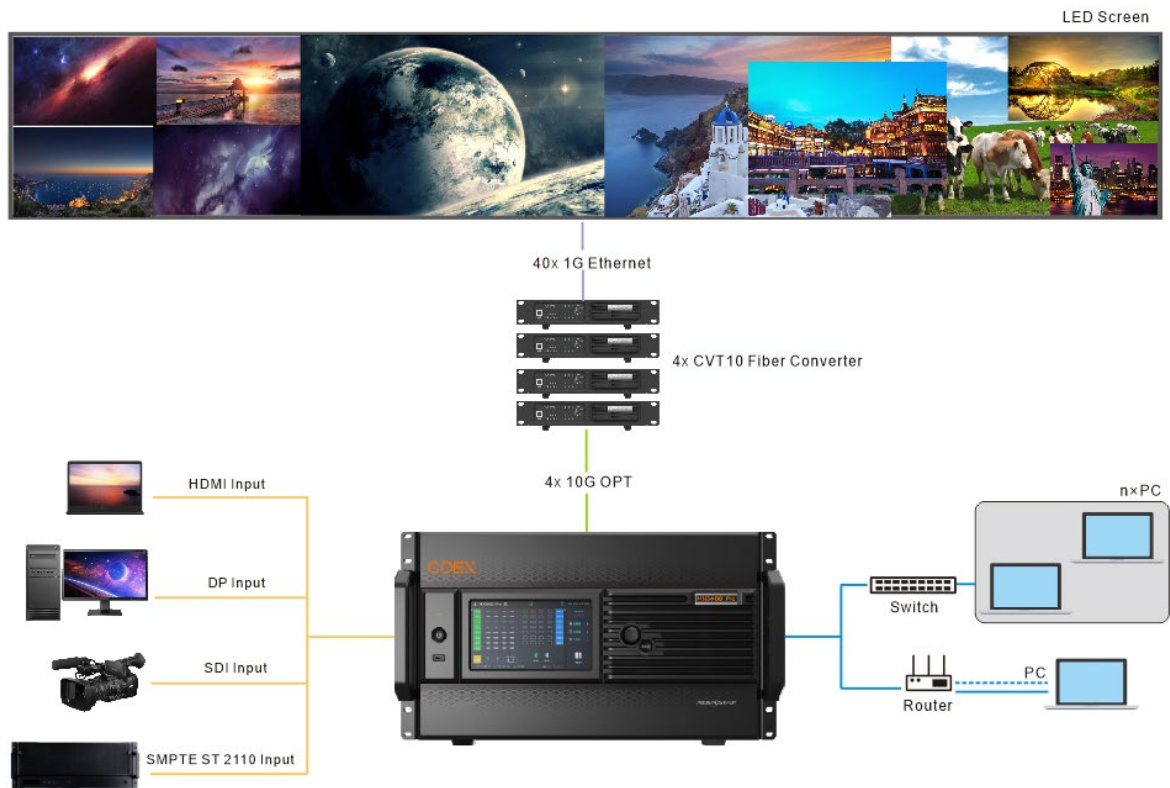 LED Screen
40x 1G Ethernet
4x CVT10 Fiber Converter
4x 10G OPT
HDMI Input
DP Input
SDI Input
SMPTE ST 2110 Input
COEX
n×PC
Switch
PC
Router